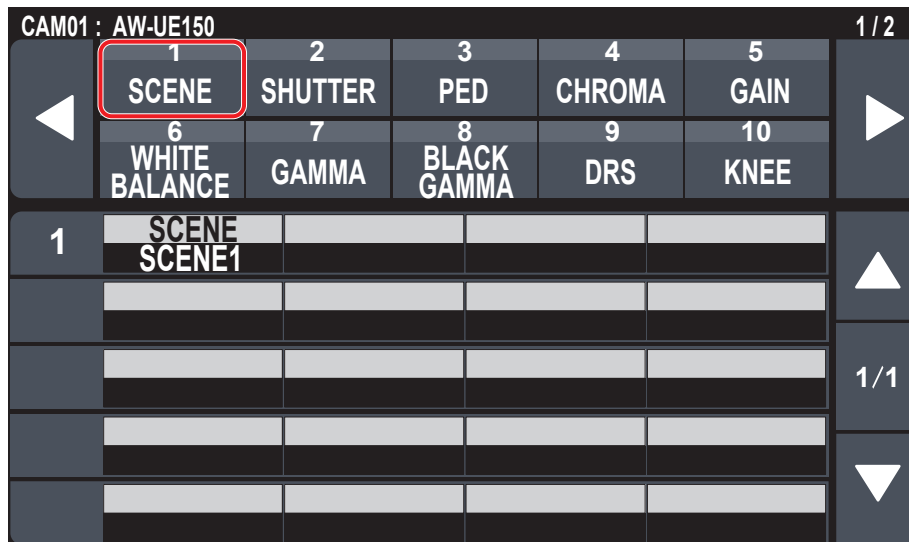 CAM01 : AW-UE150 1 / 2
1 2 3 4 5
SCENE SHUTTER PED CHROMA GAIN
6 7 8 9 10
WHITE BALANCE GAMMA BLACK GAMMA DRS KNEE
1 SCENE
SCENE1
1/1